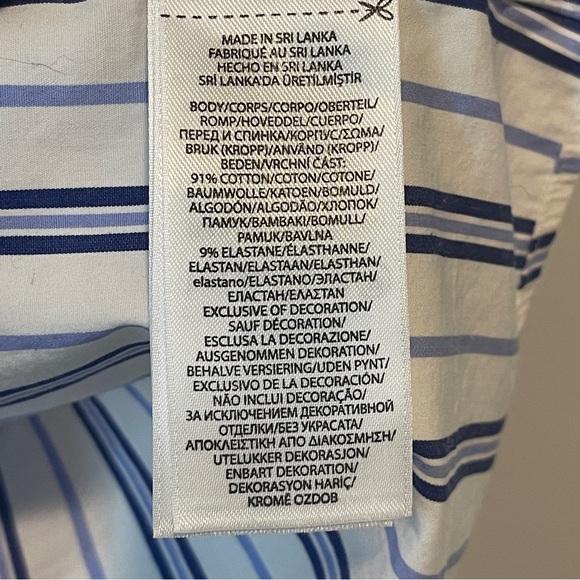 MADE IN SRI LANKA
FABRIQUÉ AU SRI LANKA
HECHO EN SRI LANKA
SRİ LANKA'DA ÜRETİLMİŞTİR
BODY/CORPS/CORPO/OBERTEIL/
ROMP/HOVEDDEL/CUERPO/
ПЕРЕД И СПИНКА/КОРПУС/ΣΩΜΑ/
BRUK (KROPP)/ANVÄND (KROPP)/
BEDEN/VRCHNÍ ČÁST:
91% COTTON/COTON/COTONE/
BAUMWOLLE/KATOEN/BOMULD/
ALGODÓN/ALGODÃO/ХЛОПОК/
ПАМУК/ΒΑΜΒΑΚΙ/BOMULL/
PAMUK/BAVLNA
9% ELASTANE/ÉLASTHANNE/
ELASTAN/ELASTAAN/ELASTHAN/
elastano/ELASTANO/ЭЛАСТАН/
ЕЛАСТАН/ΕΛΑΣΤΑΝ
EXCLUSIVE OF DECORATION/
SAUF DÉCORATION/
ESCLUSA LA DECORAZIONE/
AUSGENOMMEN DEKORATION/
BEHALVE VERSIERING/UDEN PYNT/
EXCLUSIVO DE LA DECORACIÓN/
NÃO INCLUI DECORAÇÃO/
ЗА ИСКЛЮЧЕНИЕМ ДЕКОРАТИВНОЙ
ОТДЕЛКИ/БЕЗ УКРАСАТА/
ΑΠΟΚΛΕΙΣΤΙΚΗ ΑΠΟ ΔΙΑΚΟΣΜΗΣΗ/
UTELUKKER DEKORASJON/
ENBART DEKORATION/
DEKORASYON HARİÇ/
KROMĚ OZDOB